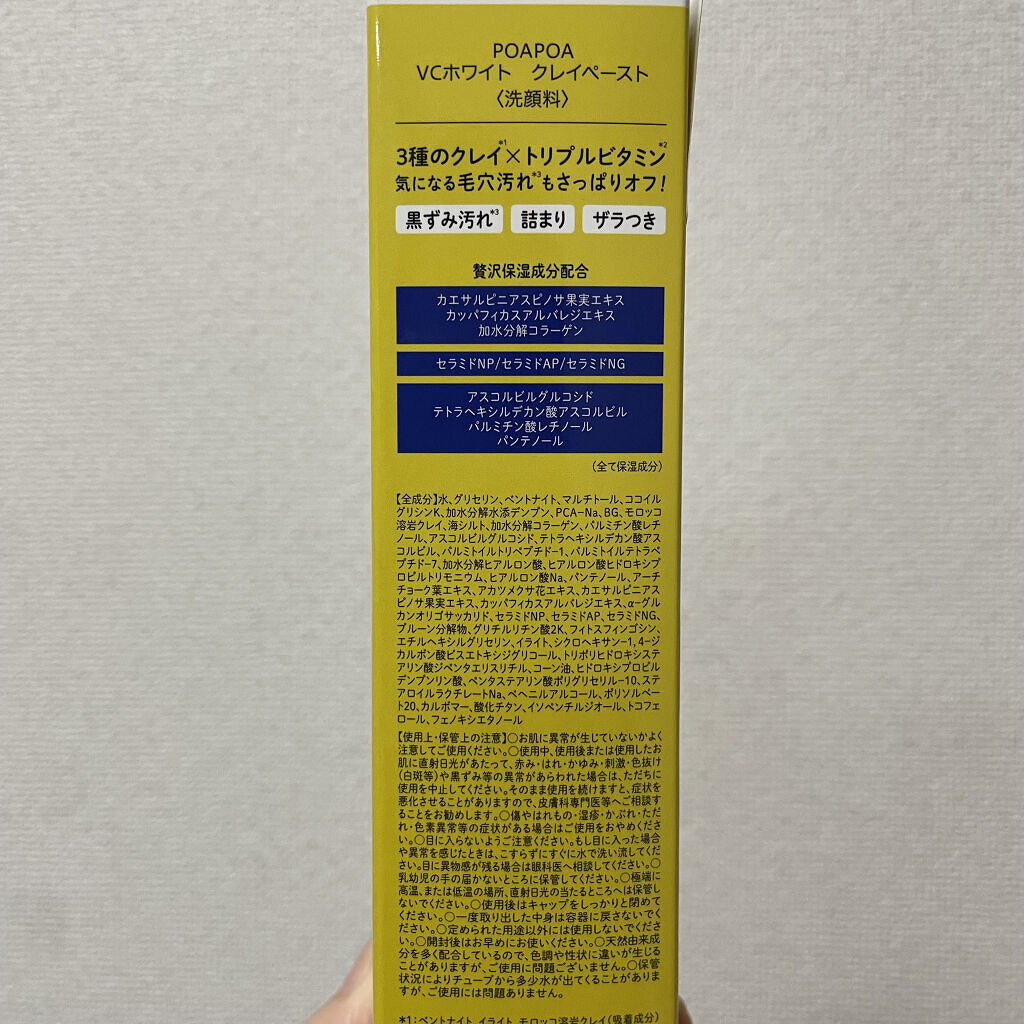 POAPOA
VCホワイト　クレイペースト
〈洗顔料〉
3種のクレイ*1×トリプルビタミン*2
気になる毛穴汚れ*3もさっぱりオフ!
黒ずみ汚れ*3 詰まり ザラつき
贅沢保湿成分配合
カエサルピニアスピノサ果実エキス
カッパフィカスアルバレジエキス
加水分解コラーゲン
セラミドNP/セラミドAP/セラミドNG
アスコルビルグルコシド
テトラヘキシルデカン酸アスコルビル
パルミチン酸レチノール
パンテノール
(全て保湿成分)
【全成分】水、グリセリン、ベントナイト、マルチトール、ココイル
グリシンK、加水分解水添デンプン、PCA-Na、BG、モロッコ
溶岩クレイ、海シルト、加水分解コラーゲン、パルミチン酸レチ
ノール、アスコルビルグルコシド、テトラヘキシルデカン酸アス
コルビル、パルミトイルトリペプチド-1、パルミトイルテトラペ
プチド-7、加水分解ヒアルロン酸、ヒアルロン酸ヒドロキシプ
ロピルトリモニウム、ヒアルロン酸Na、パンテノール、アーチ
チョーク葉エキス、アカツメクサ花エキス、カエサルピニアス
ピノサ果実エキス、カッパフィカスアルバレジエキス、α-グル
カンオリゴサッカリド、セラミドNP、セラミドAP、セラミドNG、
プルーン分解物、グリチルリチン酸2K、フィトスフィンゴシン、
エチルヘキシルグリセリン、イライト、シクロヘキサン-1,4-ジ
カルボン酸ビスエトキシジグリコール、トリポリヒドロキシステ
アリン酸ジペンタエリスリチル、コーン油、ヒドロキシプロピル
デンプンリン酸、ペンタステアリン酸ポリグリセリル-10、ステ
アロイルラクチレートNa、ベヘニルアルコール、ポリソルベー
ト20、カルボマー、酸化チタン、イソペンチルジオール、トコフェ
ロール、フェノキシエタノール
【使用上・保管上の注意】○お肌に異常が生じていないかよく
注意してご使用ください。○使用中、使用後または使用したお
肌に直射日光があたって、赤み・はれ・かゆみ・刺激・色抜け
(白斑等)や黒ずみ等の異常があらわれた場合は、ただちに
使用を中止してください。そのまま使用を続けますと、症状を
悪化させることがありますので、皮膚科専門医等へご相談す
ることをお勧めします。○傷やはれもの・湿疹・かぶれ・ただ
れ・色素異常等の症状がある場合はご使用をおやめくださ
い。○目に入らないようご注意ください。もし目に入った場合
や異常を感じたときは、こすらずにすぐに水で洗い流してくだ
さい。目に異物感が残る場合は眼科医へ相談してください。○
乳幼児の手の届かないところに保管してください。○極端に
高温、または低温の場所、直射日光の当たるところへは保管し
ないでください。○使用後はキャップをしっかりと閉めて
ください。○一度取り出した中身は容器に戻さないでくだ
さい。○定められた用途以外には使用しないでくださ
い。○開封後はお早めにお使いください。○天然由来成
分を多く配合しているので、色調や性状に違いが生じる
ことがありますが、ご使用に問題ございません。○保管
状況によりチューブから多少水が出てくることがありま
すが、ご使用には問題ありません。
*1:ベントナイト、イライト、モロッコ溶岩クレイ(吸着成分)